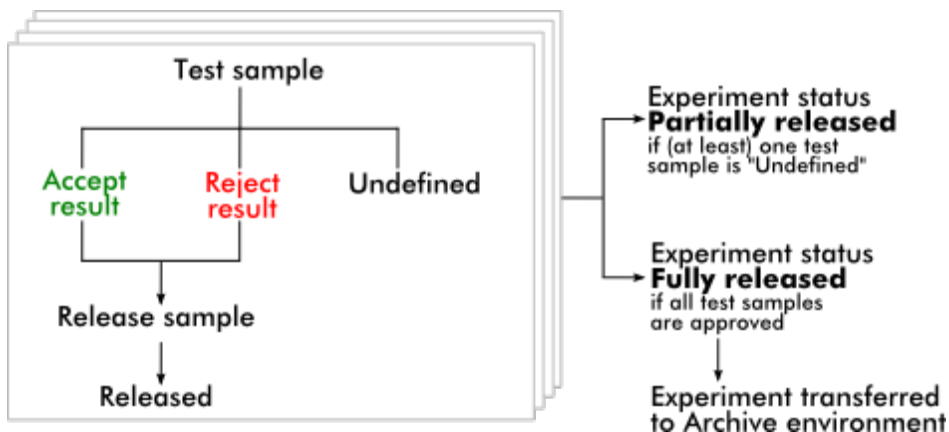 Test sample
Accept
result
Reject
result
Undefined
Release sample
Released
Experiment status
Partially released
if (at least) one test
sample is "Undefined"
Experiment status
Fully released
if all test samples
are approved
Experiment transferred
to Archive environment